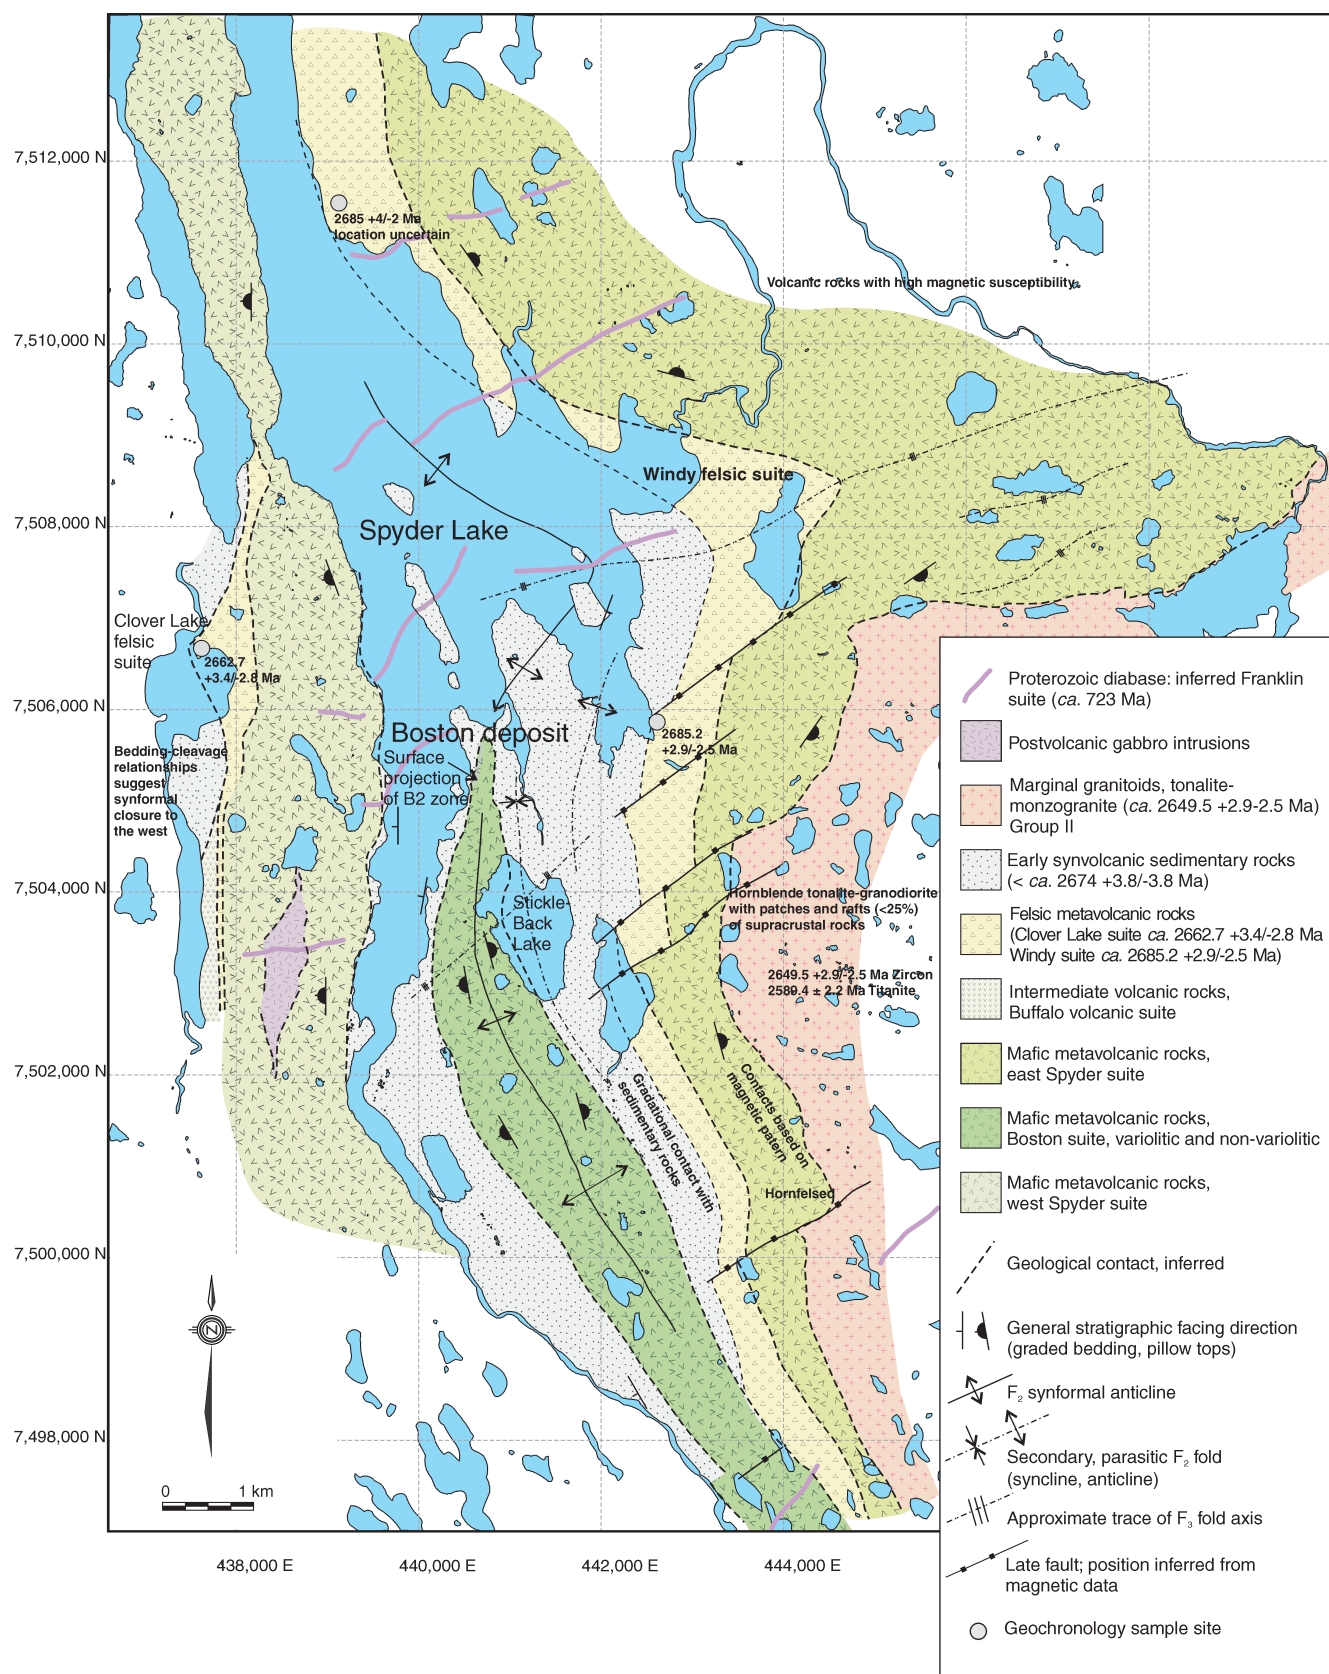 7,512,000 N
2685 +4/-2 Ma
location uncertain
Volcanic rocks with high magnetic susceptibility
7,510,000 N
Windy felsic suite
7,508,000 N
Spyder Lake
Clover Lake
felsic
suite
2662.7
+3.4/-2.8 Ma
7,506,000 N
Boston deposit
2685.2
+2.9/-2.5 Ma
Surface
projection
of B2 zone
Bedding-cleavage
relationships
suggest
synformal
closure to
the west
7,504,000 N
Stickle-
Back
Lake
Hornblende tonalite-granodiorite
with patches and rafts (<25%)
of supracrustal rocks
2649.5 +2.9/-2.5 Ma Zircon
2589.4 ± 2.2 Ma Titanite
7,502,000 N
Gradational contact with
sedimentary rocks
Contacts based on
magnetic patern
Hornfelsed
7,500,000 N
N
7,498,000 N
0 1 km
438,000 E 440,000 E 442,000 E 444,000 E
Proterozoic diabase: inferred Franklin
suite (ca. 723 Ma)
Postvolcanic gabbro intrusions
Marginal granitoids, tonalite-
monzogranite (ca. 2649.5 +2.9-2.5 Ma)
Group II
Early synvolcanic sedimentary rocks
(< ca. 2674 +3.8/-3.8 Ma)
Felsic metavolcanic rocks
(Clover Lake suite ca. 2662.7 +3.4/-2.8 Ma
Windy suite ca. 2685.2 +2.9/-2.5 Ma)
Intermediate volcanic rocks,
Buffalo volcanic suite
Mafic metavolcanic rocks,
east Spyder suite
Mafic metavolcanic rocks,
Boston suite, variolitic and non-variolitic
Mafic metavolcanic rocks,
west Spyder suite
Geological contact, inferred
General stratigraphic facing direction
(graded bedding, pillow tops)
F₂ synformal anticline
Secondary, parasitic F₂ fold
(syncline, anticline)
Approximate trace of F₃ fold axis
Late fault; position inferred from
magnetic data
Geochronology sample site